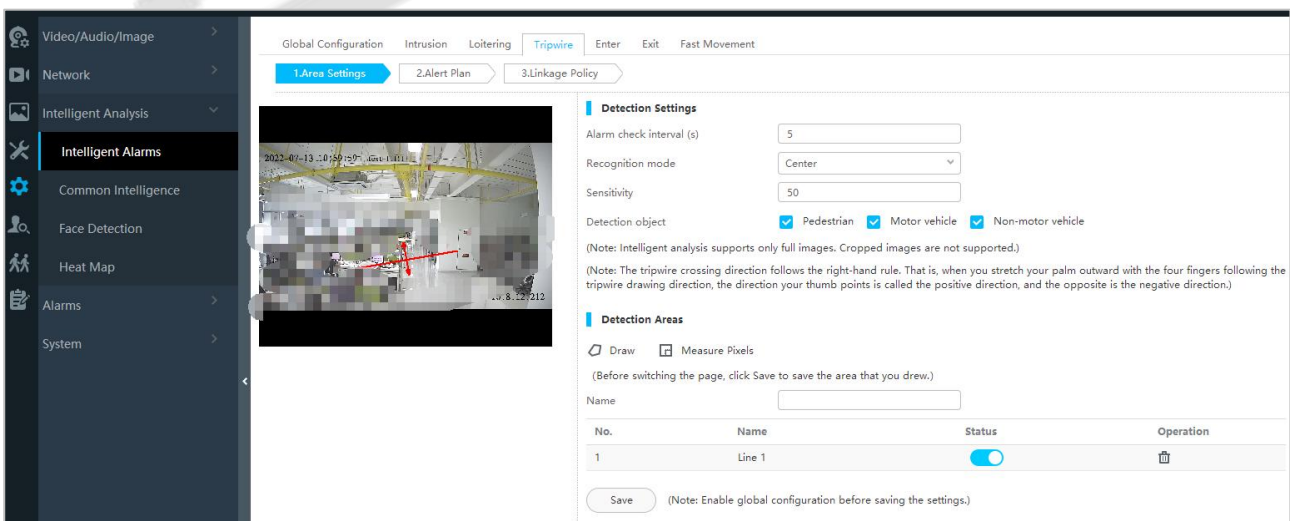 Video/Audio/Image
Network
Intelligent Analysis
Intelligent Alarms
Common Intelligence
Face Detection
Heat Map
Alarms
System
Global Configuration Intrusion Loitering Tripwire Enter Exit Fast Movement
1.Area Settings 2.Alert Plan 3.Linkage Policy
2022-07-13 10:59:59
Detection Settings
Alarm check interval (s) 5
Recognition mode Center
Sensitivity 50
Detection object Pedestrian Motor vehicle Non-motor vehicle
(Note: Intelligent analysis supports only full images. Cropped images are not supported.)
(Note: The tripwire crossing direction follows the right-hand rule. That is, when you stretch your palm outward with the four fingers following the
tripwire drawing direction, the direction your thumb points is called the positive direction, and the opposite is the negative direction.)
Detection Areas
Draw Measure Pixels
(Before switching the page, click Save to save the area that you drew.)
Name
No. Name Status Operation
1 Line 1
Save (Note: Enable global configuration before saving the settings.)